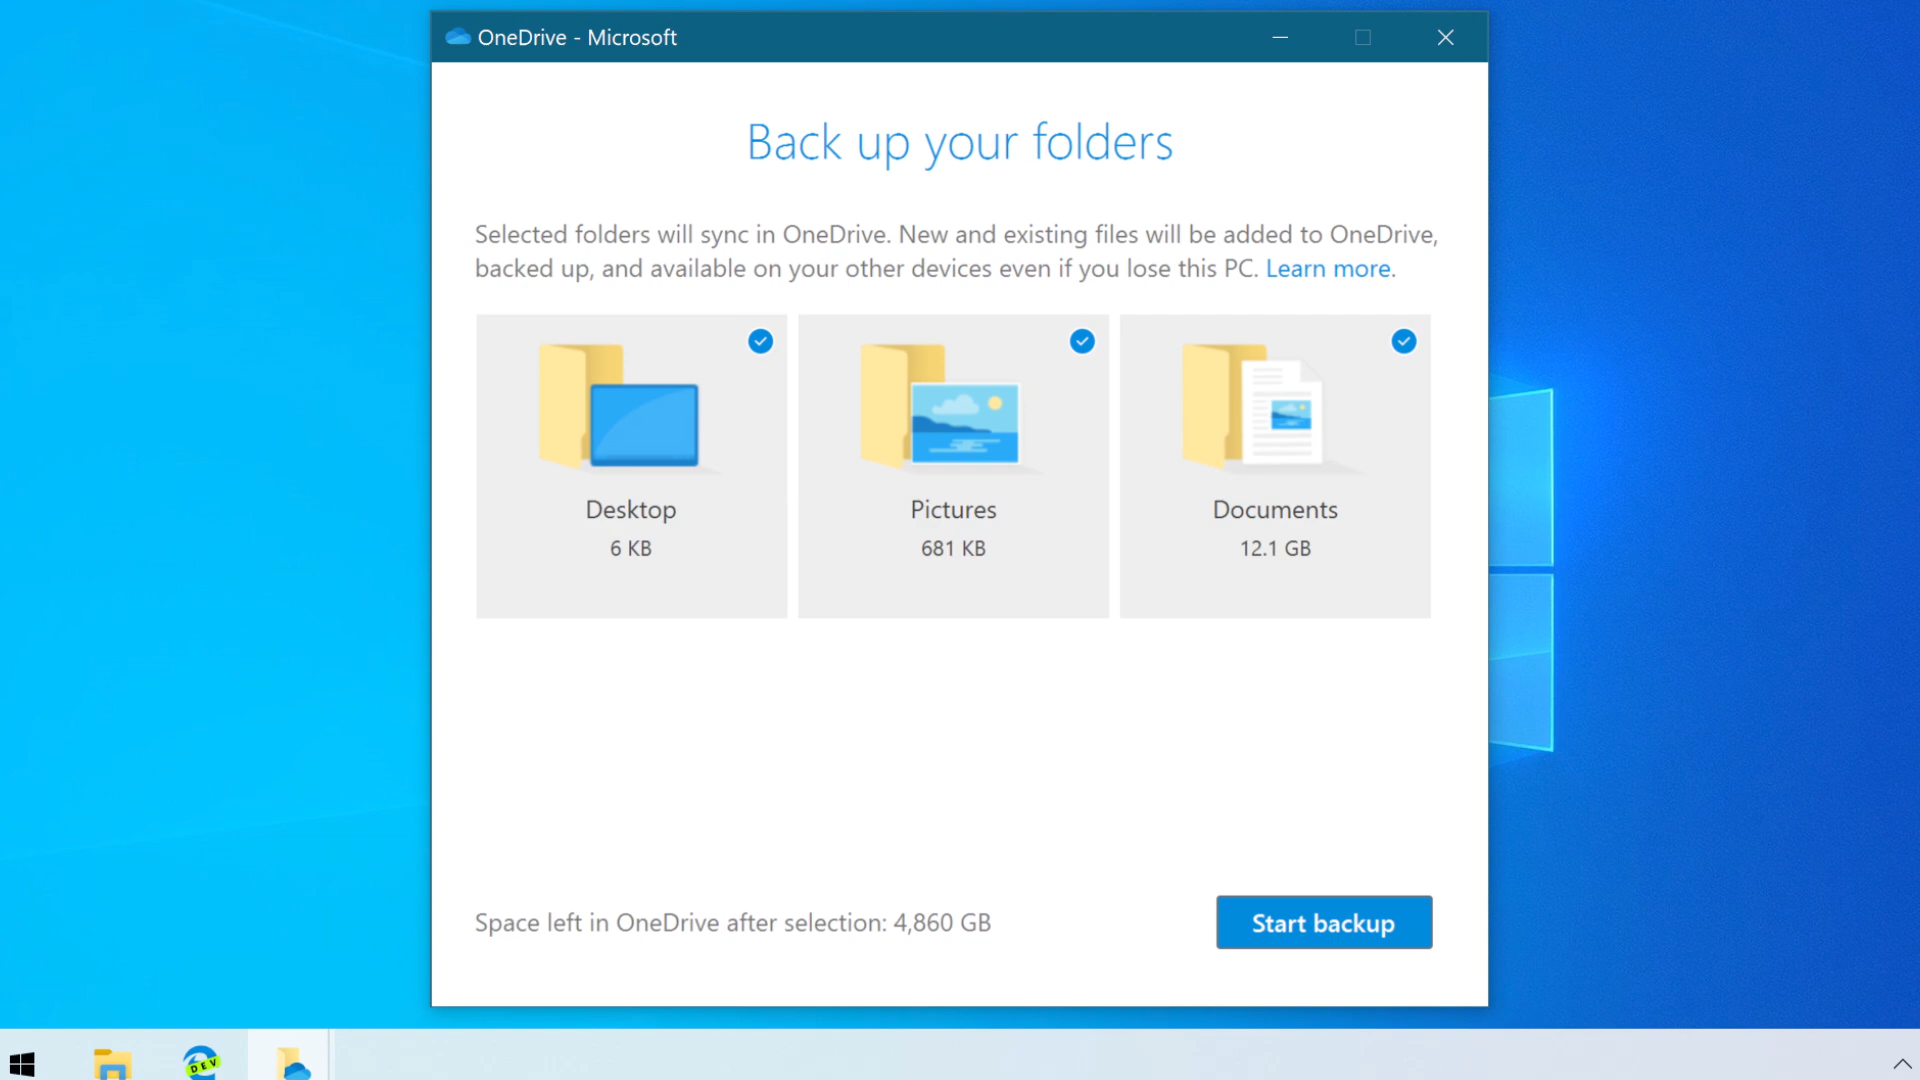 OneDrive - Microsoft
Back up your folders
Selected folders will sync in OneDrive. New and existing files will be added to OneDrive,
backed up, and available on your other devices even if you lose this PC. Learn more.
Desktop
6 KB
Pictures
681 KB
Documents
12.1 GB
Space left in OneDrive after selection: 4,860 GB
Start backup
DEV